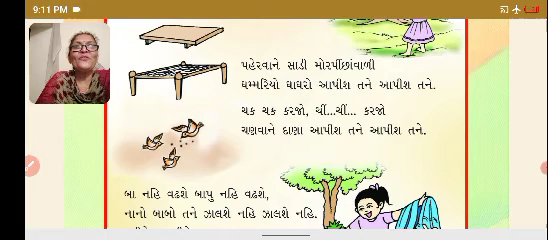 9:11 PM
પહેરવાને સાડી મોરપીંછાંવાળી
ઘમ્મરિયો ઘાઘરો આપીશ તને આપીશ તને.
ચક ચક કરજો, ચીં...ચીં... કરજો
ચણવાને દાણા આપીશ તને આપીશ તને.
બા નહિ વઢશે બાપુ નહિ વઢશે,
નાનો બાબો તને ઝાલશે નહિ ઝાલશે નહિ.